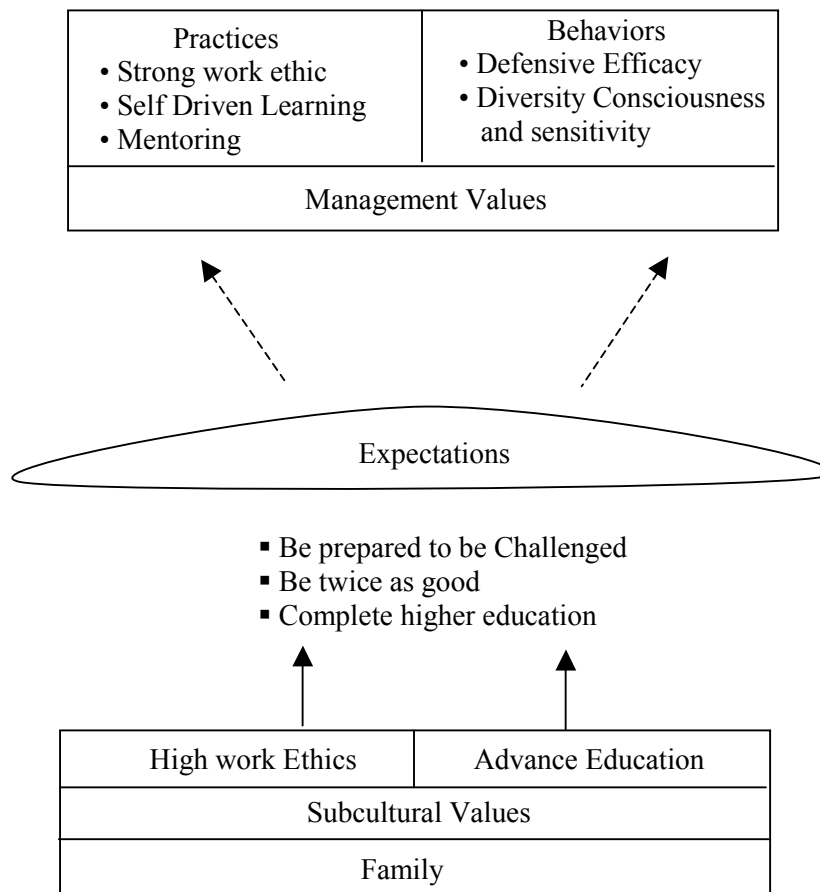 Practices
• Strong work ethic
• Self Driven Learning
• Mentoring
Behaviors
• Defensive Efficacy
• Diversity Consciousness
and sensitivity
Management Values
Expectations
▪ Be prepared to be Challenged
▪ Be twice as good
▪ Complete higher education
High work Ethics
Advance Education
Subcultural Values
Family